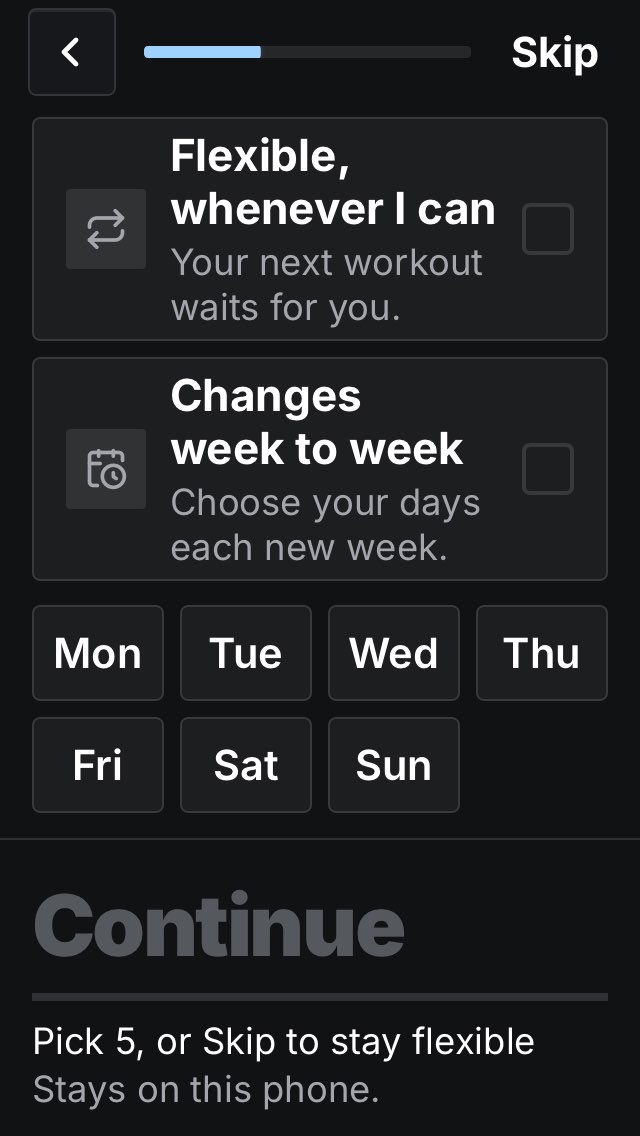 Skip
Flexible,
whenever I can
Your next workout
waits for you.
Changes
week to week
Choose your days
each new week.
Mon Tue Wed Thu
Fri Sat Sun
Continue
Pick 5, or Skip to stay flexible
Stays on this phone.